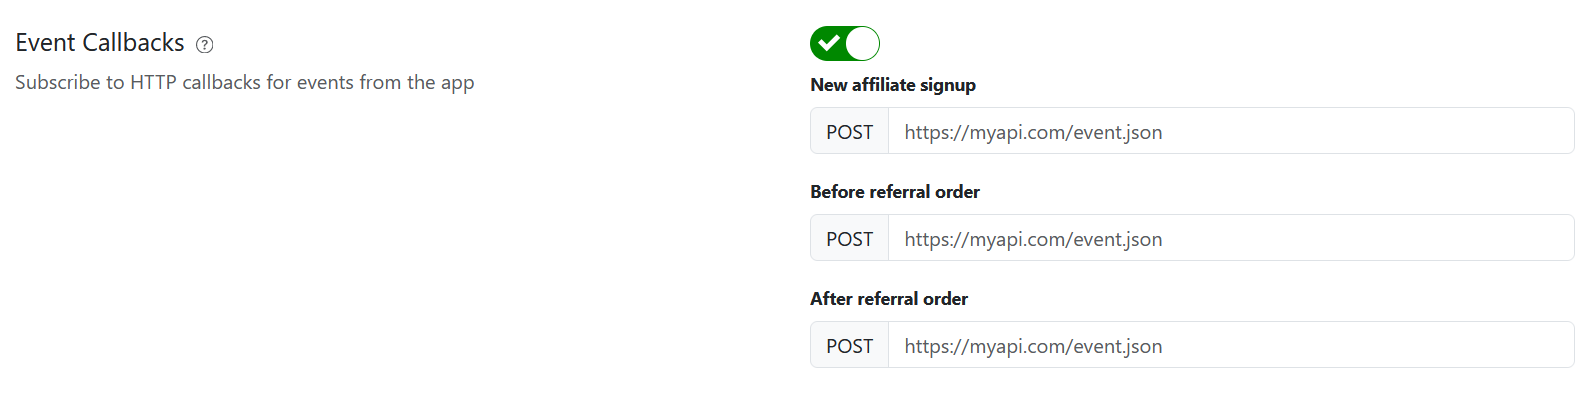 Event Callbacks ?
Subscribe to HTTP callbacks for events from the app
New affiliate signup
POST https://myapi.com/event.json
Before referral order
POST https://myapi.com/event.json
After referral order
POST https://myapi.com/event.json